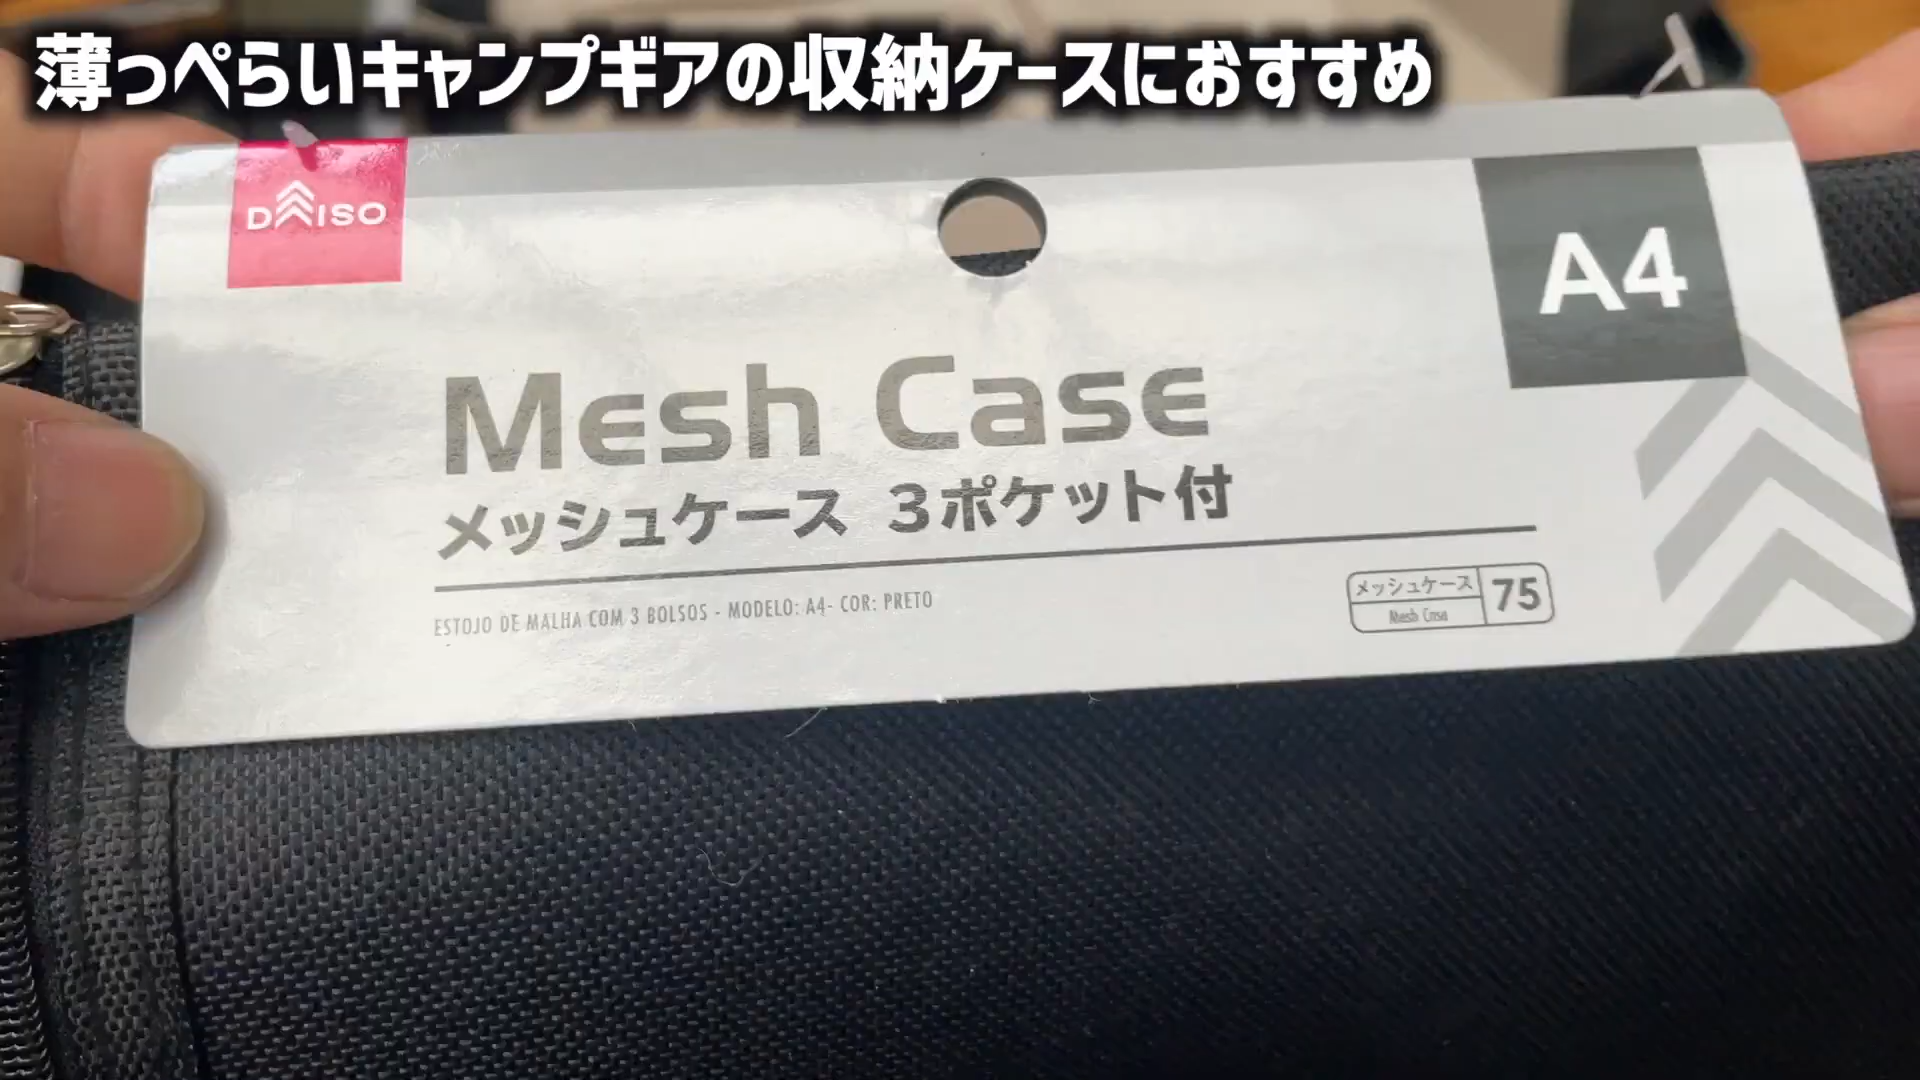 薄っぺらいキャンプギアの収納ケースにおすすめ
DAISO
A4
Mesh Case
メッシュケース 3ポケット付
ESTOJO DE MALHA COM 3 BOLSOS - MODELO: A4- COR: PRETO
メッシュケース 75
Mesh Case